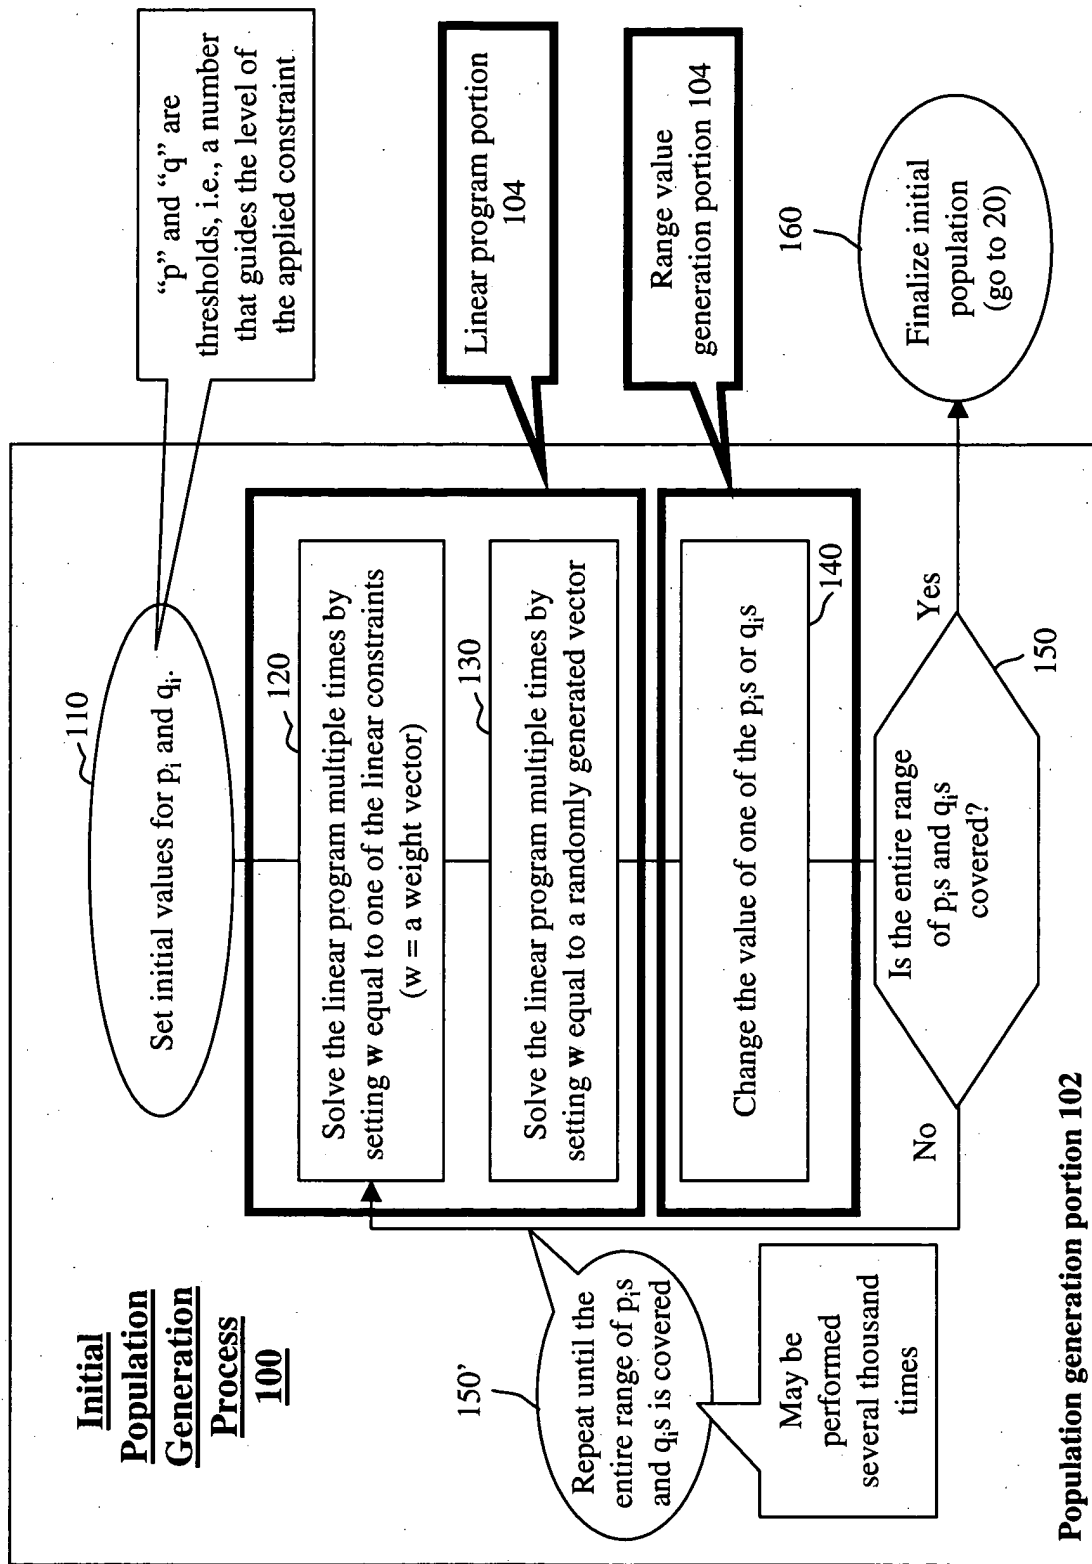 Initial
Population
Generation
Process
100
110
Set initial values for pᵢ and qᵢ.
"p" and "q" are
thresholds, i.e., a number
that guides the level of
the applied constraint
120
Solve the linear program multiple times by
setting w equal to one of the linear constraints
(w = a weight vector)
130
Solve the linear program multiple times by
setting w equal to a randomly generated vector
Linear program portion
104
Change the value of one of the pᵢs or qᵢs
140
Range value
generation portion 104
Is the entire range
of pᵢs and qᵢs
covered?
150
Yes
No
160
Finalize initial
population
(go to 20)
150'
Repeat until the
entire range of pᵢs
and qᵢs is covered
May be
performed
several thousand
times
Population generation portion 102